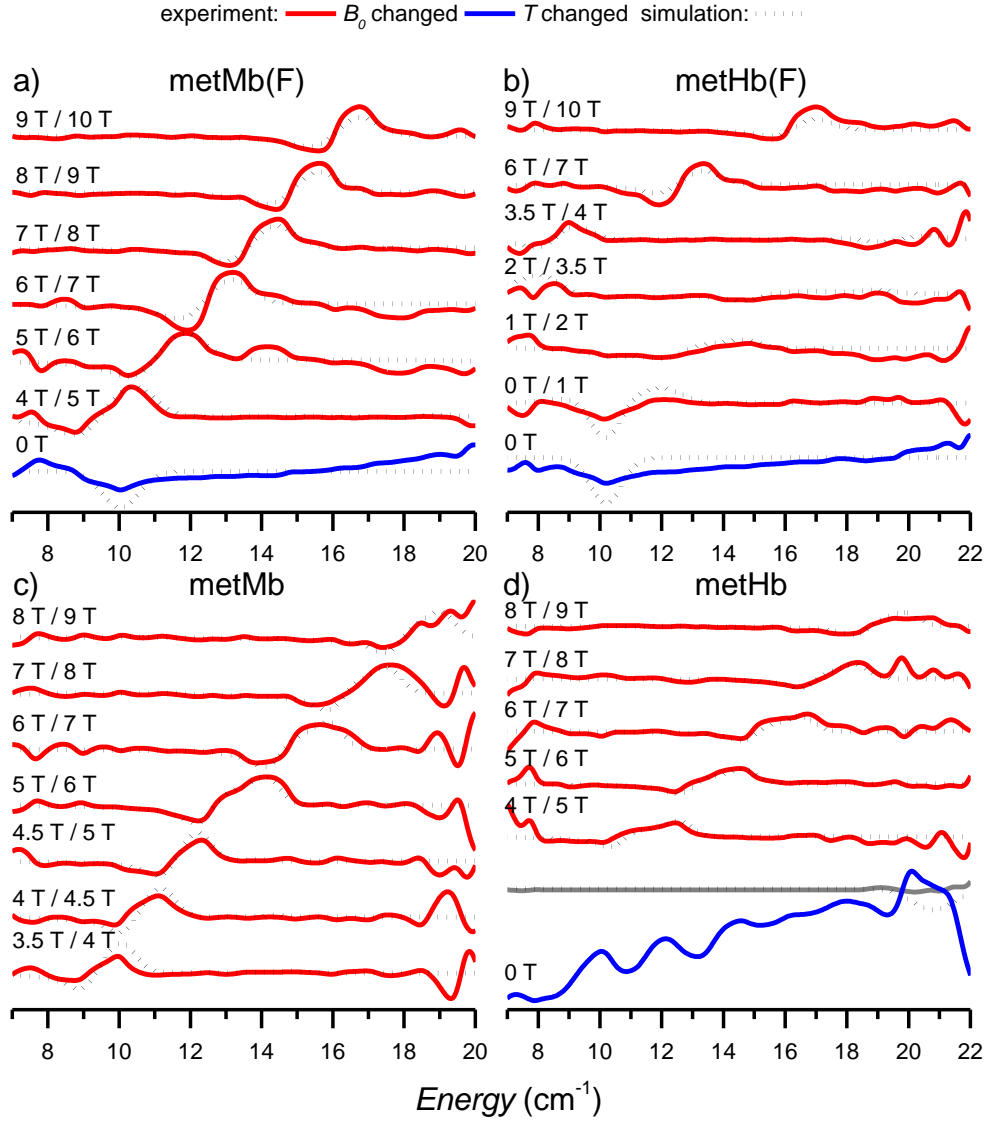 experiment: B0 changed T changed simulation:
a) metMb(F)
9 T / 10 T
8 T / 9 T
7 T / 8 T
6 T / 7 T
5 T / 6 T
4 T / 5 T
0 T
8 10 12 14 16 18 20
b) metHb(F)
9 T / 10 T
6 T / 7 T
3.5 T / 4 T
2 T / 3.5 T
1 T / 2 T
0 T / 1 T
0 T
8 10 12 14 16 18 20 22
c) metMb
8 T / 9 T
7 T / 8 T
6 T / 7 T
5 T / 6 T
4.5 T / 5 T
4 T / 4.5 T
3.5 T / 4 T
8 10 12 14 16 18 20
d) metHb
8 T / 9 T
7 T / 8 T
6 T / 7 T
5 T / 6 T
4 T / 5 T
0 T
8 10 12 14 16 18 20 22
Energy (cm-1)